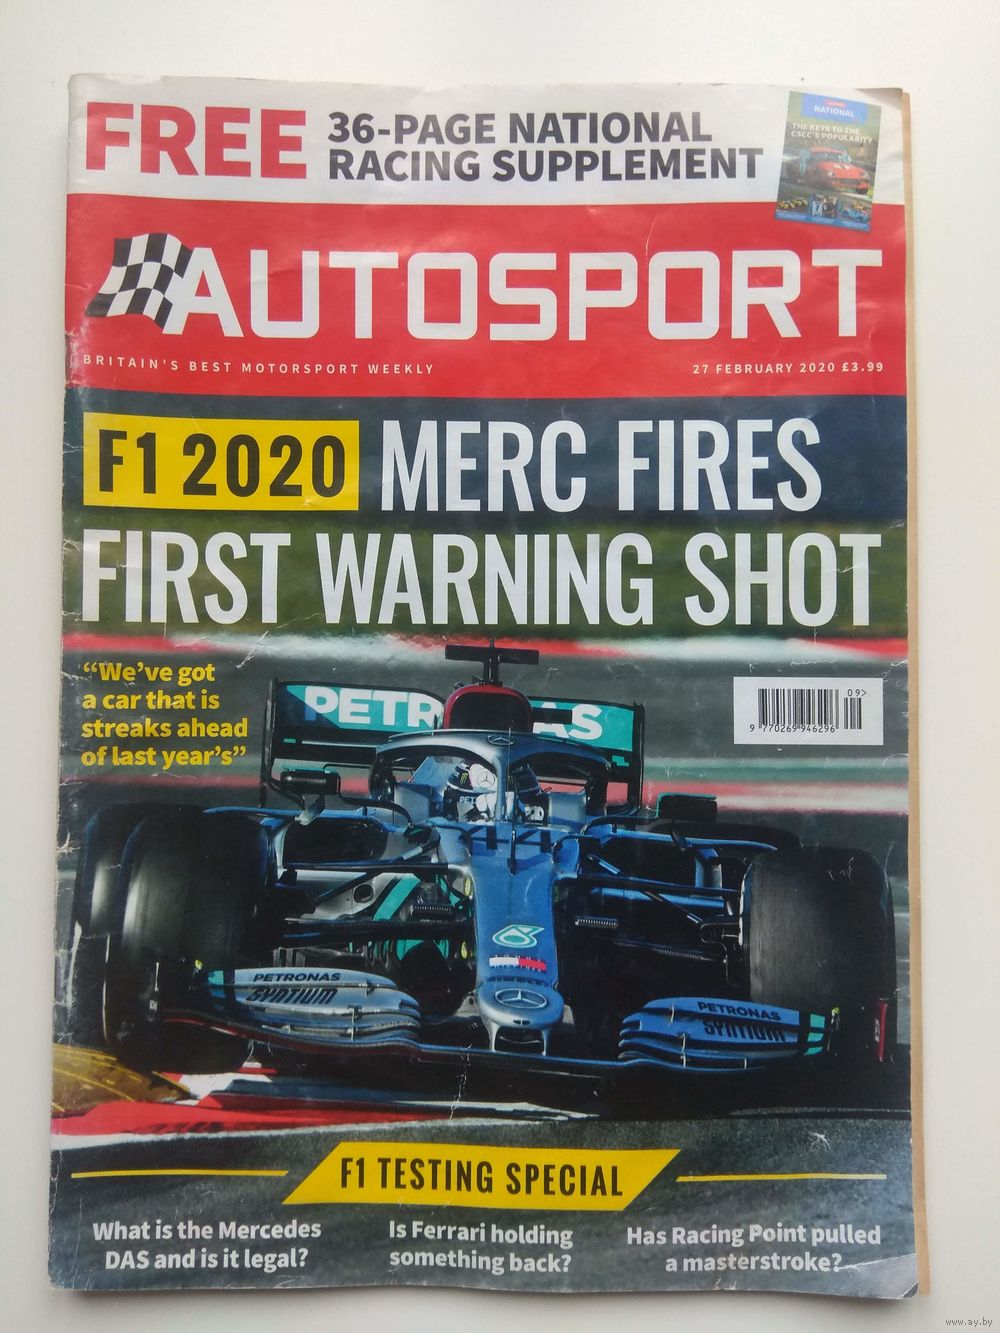 FREE
36-PAGE NATIONAL
RACING SUPPLEMENT
NATIONAL
THE KEYS TO THE
CSCC'S POPULARITY
AUTOSPORT
BRITAIN'S BEST MOTORSPORT WEEKLY
27 FEBRUARY 2020 £3.99
F1 2020 MERC FIRES
FIRST WARNING SHOT
“We’ve got
a car that is
streaks ahead
of last year’s”
09>
9 770269 946296
PETRONAS
PETRONAS
SYNTIUM
PETRONAS
SYNTIUM
F1 TESTING SPECIAL
What is the Mercedes
DAS and is it legal?
Is Ferrari holding
something back?
Has Racing Point pulled
a masterstroke?
www.ay.by